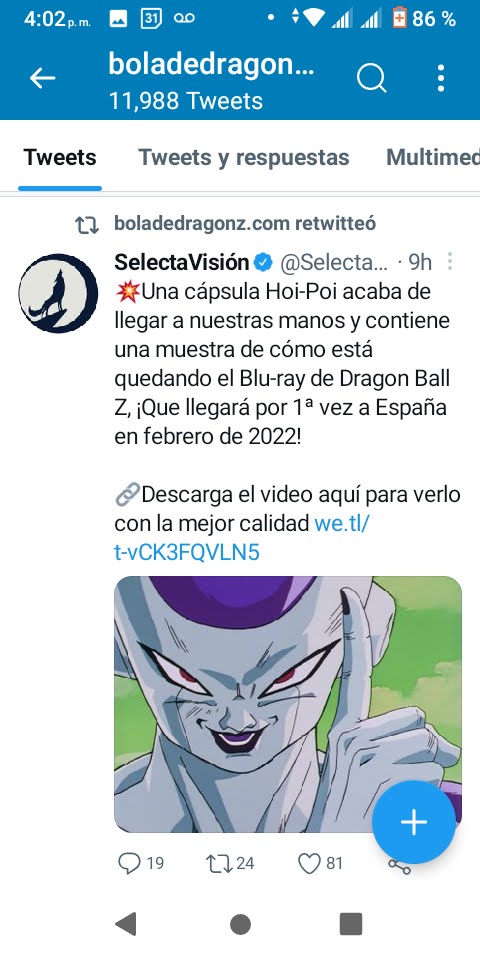 4:02 p. m. 31 86 %
boladedragon...
11,988 Tweets
Tweets Tweets y respuestas Multimed
boladedragonz.com retwitteó
SelectaVisión @Selecta... · 9h
💥Una cápsula Hoi-Poi acaba de
llegar a nuestras manos y contiene
una muestra de cómo está
quedando el Blu-ray de Dragon Ball
Z, ¡Que llegará por 1ª vez a España
en febrero de 2022!
🔗Descarga el video aquí para verlo
con la mejor calidad we.tl/
t-vCK3FQVLN5
19 24 81